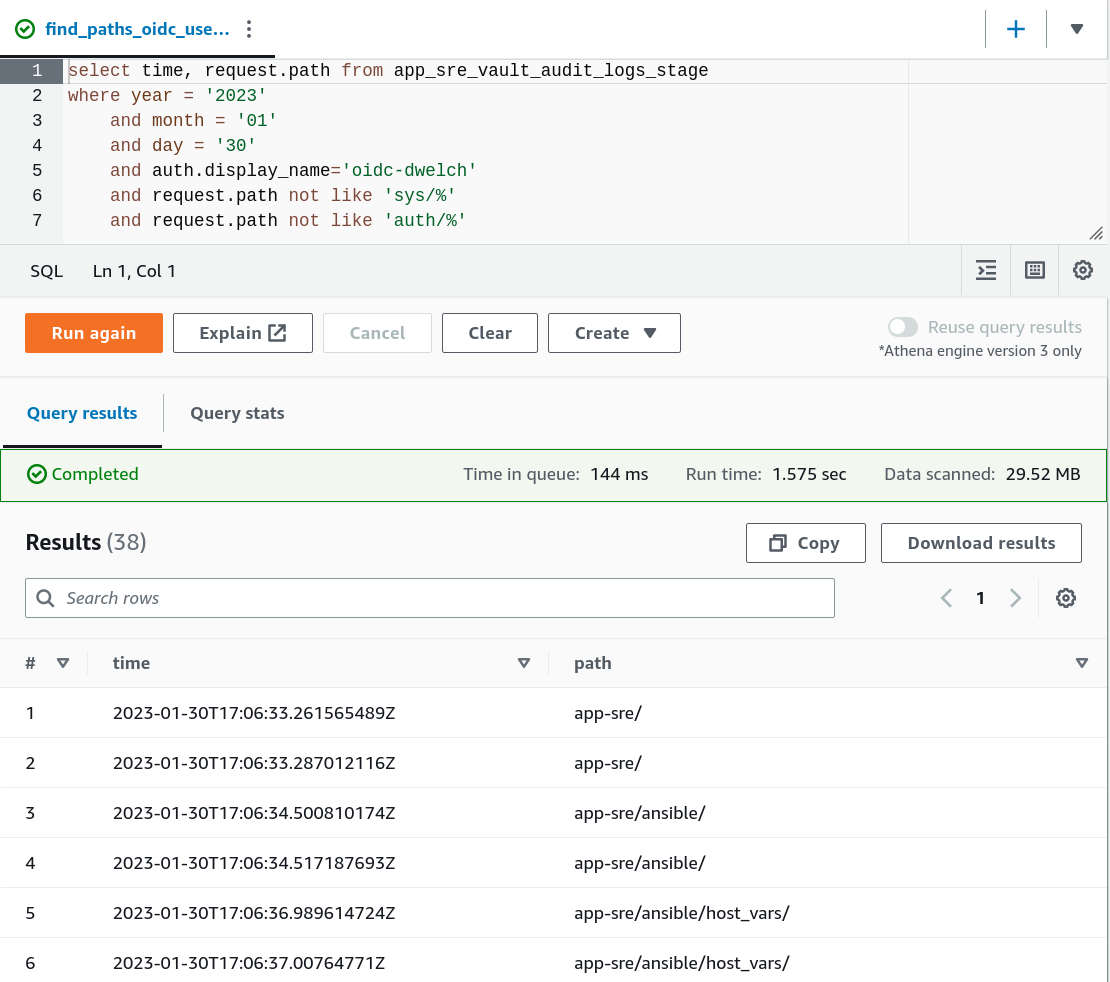 find_paths_oidc_use...
1 select time, request.path from app_sre_vault_audit_logs_stage
2 where year = '2023'
3     and month = '01'
4     and day = '30'
5     and auth.display_name='oidc-dwelch'
6     and request.path not like 'sys/%'
7     and request.path not like 'auth/%'
SQL Ln 1, Col 1
Run again Explain Cancel Clear Create Reuse query results
*Athena engine version 3 only
Query results Query stats
Completed Time in queue: 144 ms Run time: 1.575 sec Data scanned: 29.52 MB
Results (38) Copy Download results
Search rows 1
# time path
1 2023-01-30T17:06:33.261565489Z app-sre/
2 2023-01-30T17:06:33.287012116Z app-sre/
3 2023-01-30T17:06:34.500810174Z app-sre/ansible/
4 2023-01-30T17:06:34.517187693Z app-sre/ansible/
5 2023-01-30T17:06:36.989614724Z app-sre/ansible/host_vars/
6 2023-01-30T17:06:37.00764771Z app-sre/ansible/host_vars/